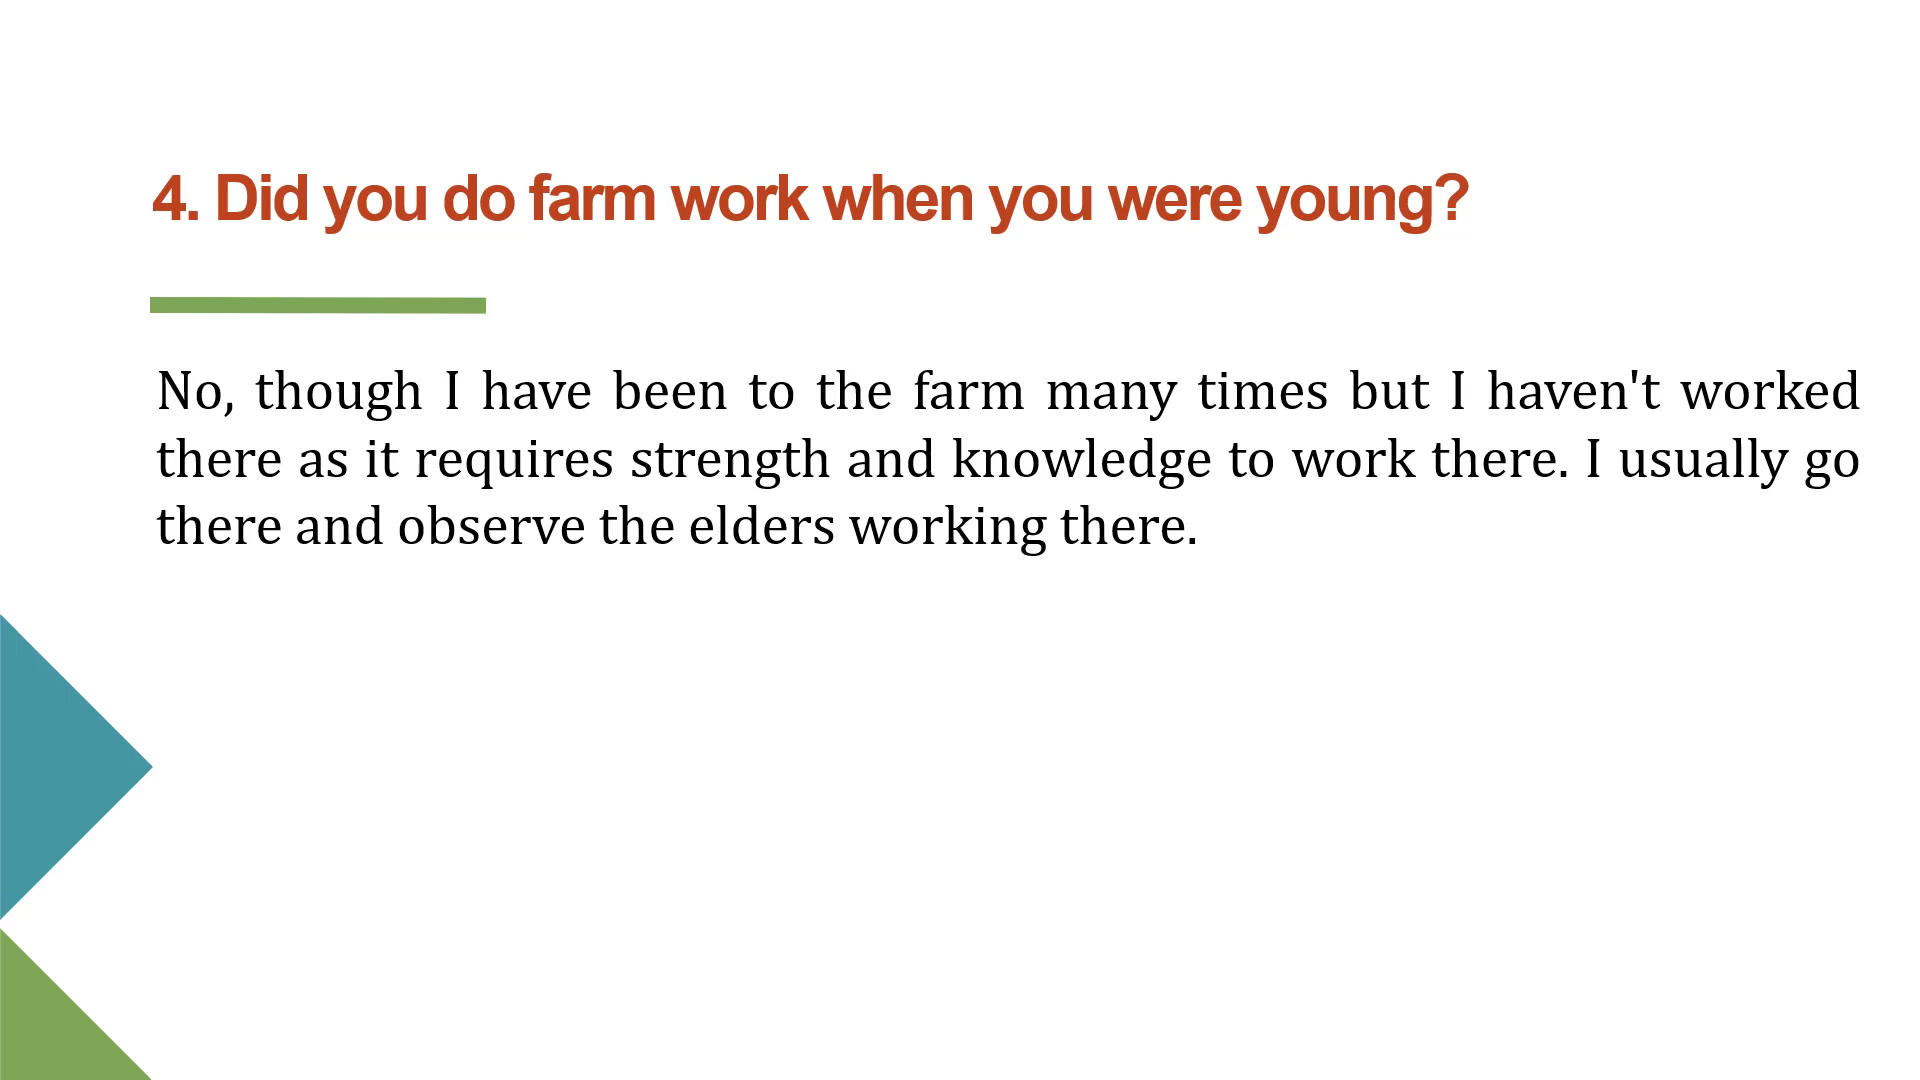 4. Did you do farm work when you were young?
No, though I have been to the farm many times but I haven't worked
there as it requires strength and knowledge to work there. I usually go
there and observe the elders working there.